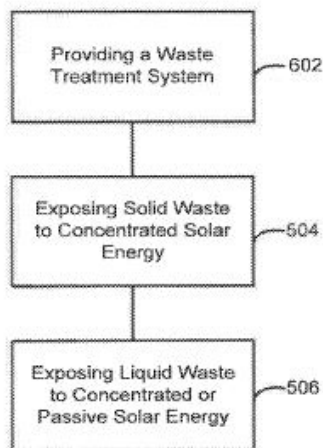 Providing a Waste
Treatment System
602
Exposing Solid Waste
to Concentrated Solar
Energy
504
Exposing Liquid Waste
to Concentrated or
Passive Solar Energy
506